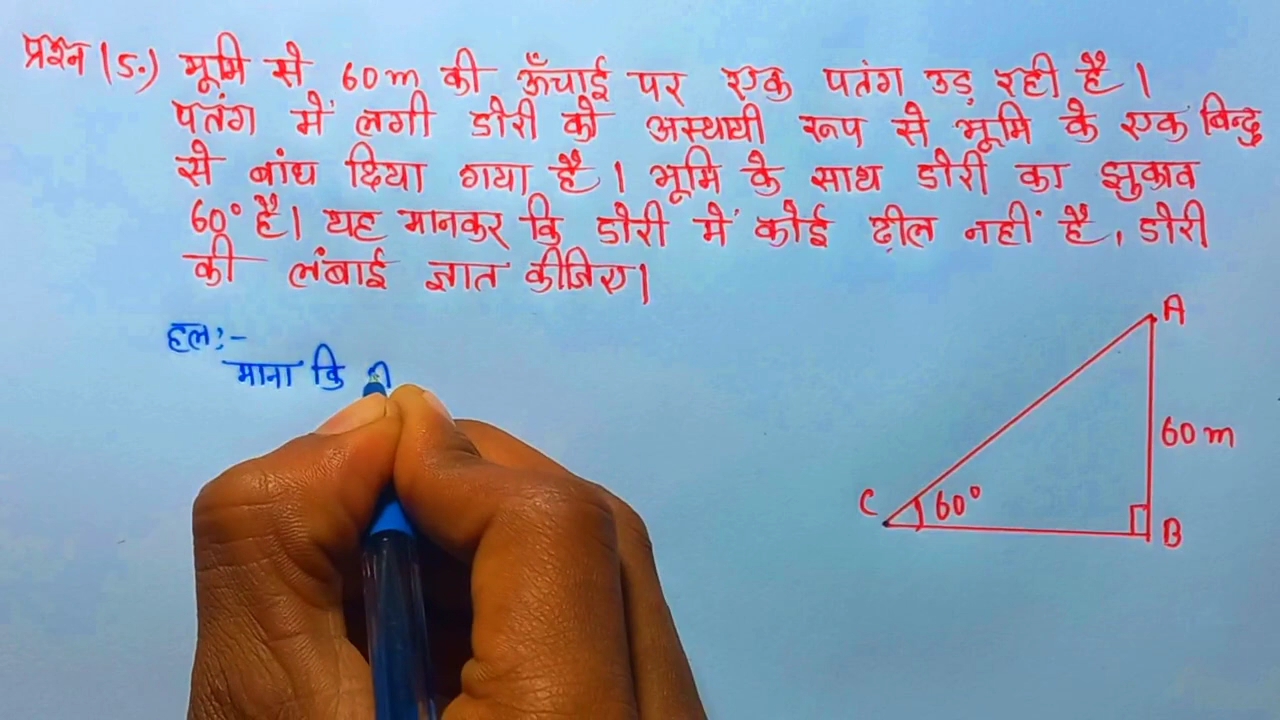 प्रश्न (5.) भूमि से 60 m की ऊँचाई पर एक पतंग उड़ रही है।
पतंग में लगी डोरी को अस्थायी रूप से भूमि के एक बिन्दु
से बांध दिया गया है। भूमि के साथ डोरी का झुकाव
60° है। यह मानकर कि डोरी में कोई ढ़ील नहीं है, डोरी
की लंबाई ज्ञात कीजिए।
हल:-
माना कि
A
60 m
C 60°
B